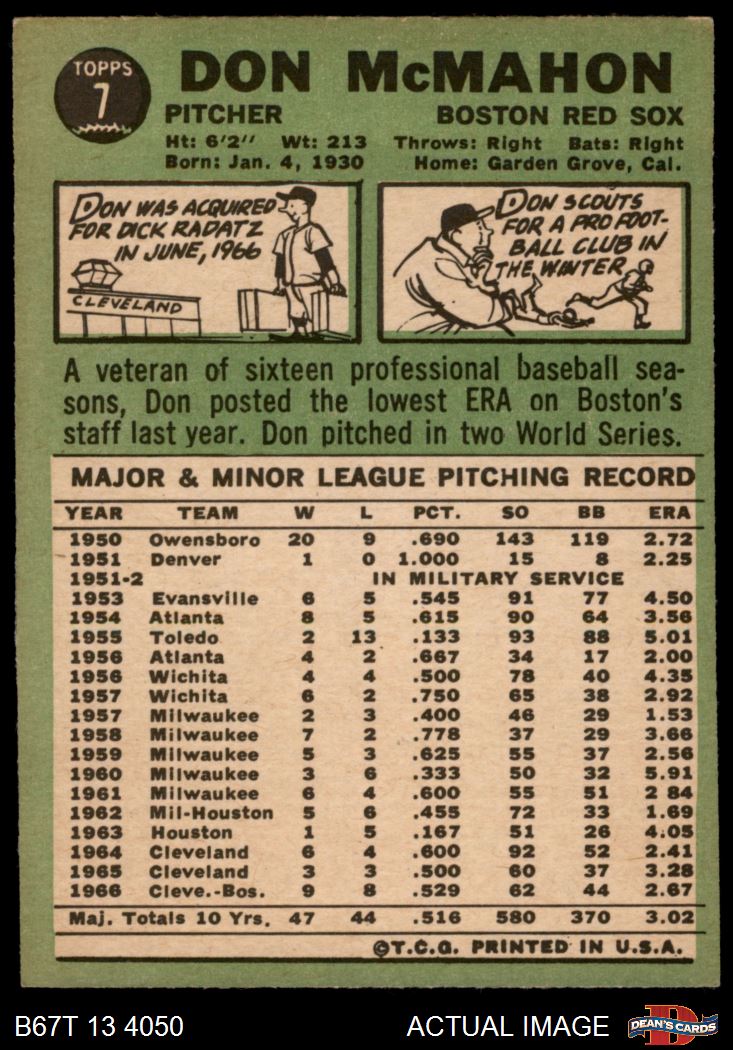 TOPPS
7
DON McMAHON
PITCHER BOSTON RED SOX
Ht: 6'2" Wt: 213 Throws: Right Bats: Right
Born: Jan. 4, 1930 Home: Garden Grove, Cal.
DON WAS ACQUIRED
FOR DICK RADATZ
IN JUNE, 1966
CLEVELAND
DON SCOUTS
FOR A PRO FOOT-
BALL CLUB IN
THE WINTER
A veteran of sixteen professional baseball sea-
sons, Don posted the lowest ERA on Boston's
staff last year. Don pitched in two World Series.
MAJOR & MINOR LEAGUE PITCHING RECORD
YEAR TEAM W L PCT. SO BB ERA
1950 Owensboro 20 9 .690 143 119 2.72
1951 Denver 1 0 1.000 15 8 2.25
1951-2 IN MILITARY SERVICE
1953 Evansville 6 5 .545 91 77 4.50
1954 Atlanta 8 5 .615 90 64 3.56
1955 Toledo 2 13 .133 93 88 5.01
1956 Atlanta 4 2 .667 34 17 2.00
1956 Wichita 4 4 .500 78 40 4.35
1957 Wichita 6 2 .750 65 38 2.92
1957 Milwaukee 2 3 .400 46 29 1.53
1958 Milwaukee 7 2 .778 37 29 3.66
1959 Milwaukee 5 3 .625 55 37 2.56
1960 Milwaukee 3 6 .333 50 32 5.91
1961 Milwaukee 6 4 .600 55 51 2 84
1962 Mil-Houston 5 6 .455 72 33 1.69
1963 Houston 1 5 .167 51 26 4.05
1964 Cleveland 6 4 .600 92 52 2.41
1965 Cleveland 3 3 .500 60 37 3.28
1966 Cleve.-Bos. 9 8 .529 62 44 2.67
Maj. Totals 10 Yrs. 47 44 .516 580 370 3.02
©T.C.G. PRINTED IN U.S.A.
B67T 13 4050 ACTUAL IMAGE DEAN'S CARDS